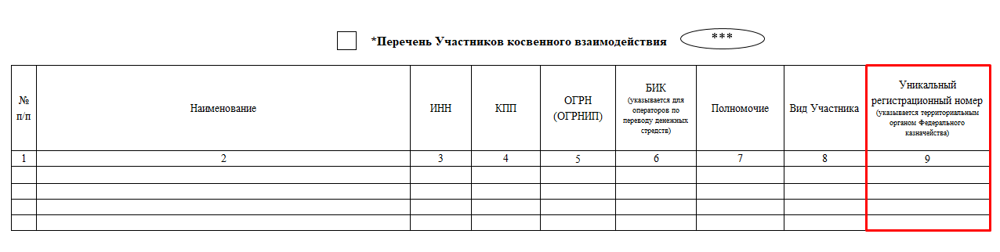 *Перечень Участников косвенного взаимодействия
***
№
п/п
Наименование
ИНН
КПП
ОГРН
(ОГРНИП)
БИК
(указывается для
операторов по
переводу денежных
стредств)
Полномочие
Вид Участника
Уникальный
регистрационный номер
(указывается территориальным
органом Федерального
казначейства)
1
2
3
4
5
6
7
8
9